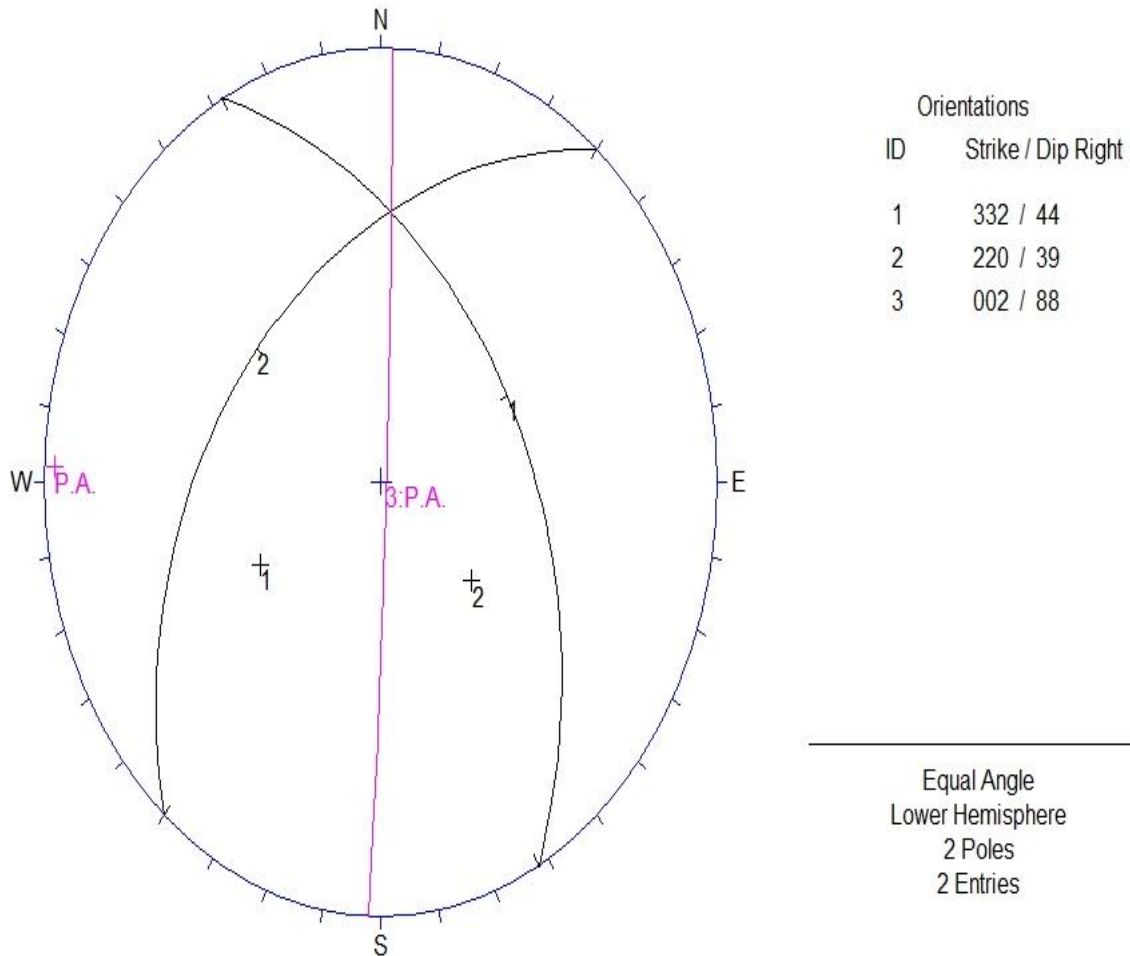 N
Orientations
ID Strike / Dip Right
1 332 / 44
2 220 / 39
3 002 / 88
2
1
W
P.A.
3:P.A.
E
1
2
S
Equal Angle
Lower Hemisphere
2 Poles
2 Entries